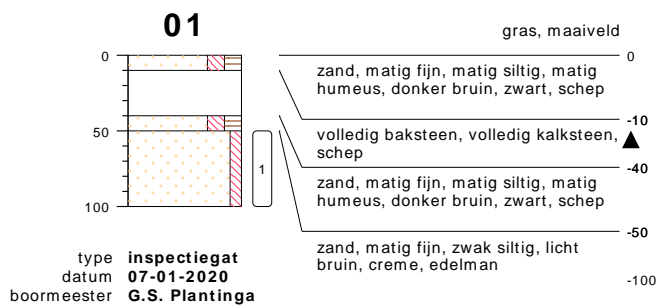 01
gras, maaiveld
0
0
zand, matig fijn, matig siltig, matig
humeus, donker bruin, zwart, schep
-10
volledig baksteen, volledig kalksteen,
schep
50
-40
1
zand, matig fijn, matig siltig, matig
humeus, donker bruin, zwart, schep
100
-50
zand, matig fijn, zwak siltig, licht
bruin, creme, edelman
-100
type inspectiegat
datum 07-01-2020
boormeester G.S. Plantinga